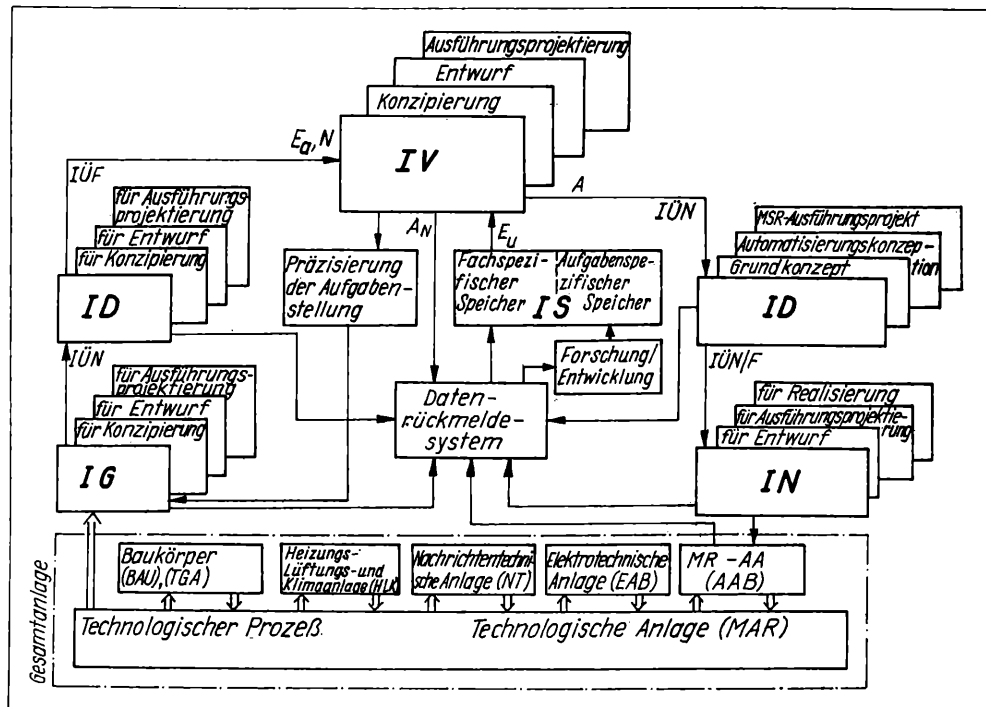 Ausführungsprojektierung
Entwurf
Konzipierung
IV
E_a, N
IÜF
A
IÜN
A_N
E_u
für Ausführungs-
projektierung
für Entwurf
für Konzipierung
ID
IÜN
Präzisierung
der Aufgaben-
stellung
Fachspezi-
fischer
Speicher
Aufgabenspe-
zifischer
Speicher
IS
MSR-Ausführungsprojekt
Automatisierungskonzep-
tion
Grundkonzept
ID
IÜN/F
Forschung/
Entwicklung
Daten-
rückmelde-
system
für Ausführungs-
projektierung
für Entwurf
für Konzipierung
IG
für Realisierung
für Ausführungsprojektie-
rung
für Entwurf
IN
Gesamtanlage
Baukörper
(BAU),(TGA)
Heizungs-
Lüftungs-und
Klimaanlage (HLK)
Nachrichtentechni-
sche Anlage (NT)
Elektrotechnische
Anlage (EAB)
MR-AA
(AAB)
Technologischer Prozeß
Technologische Anlage (MAR)